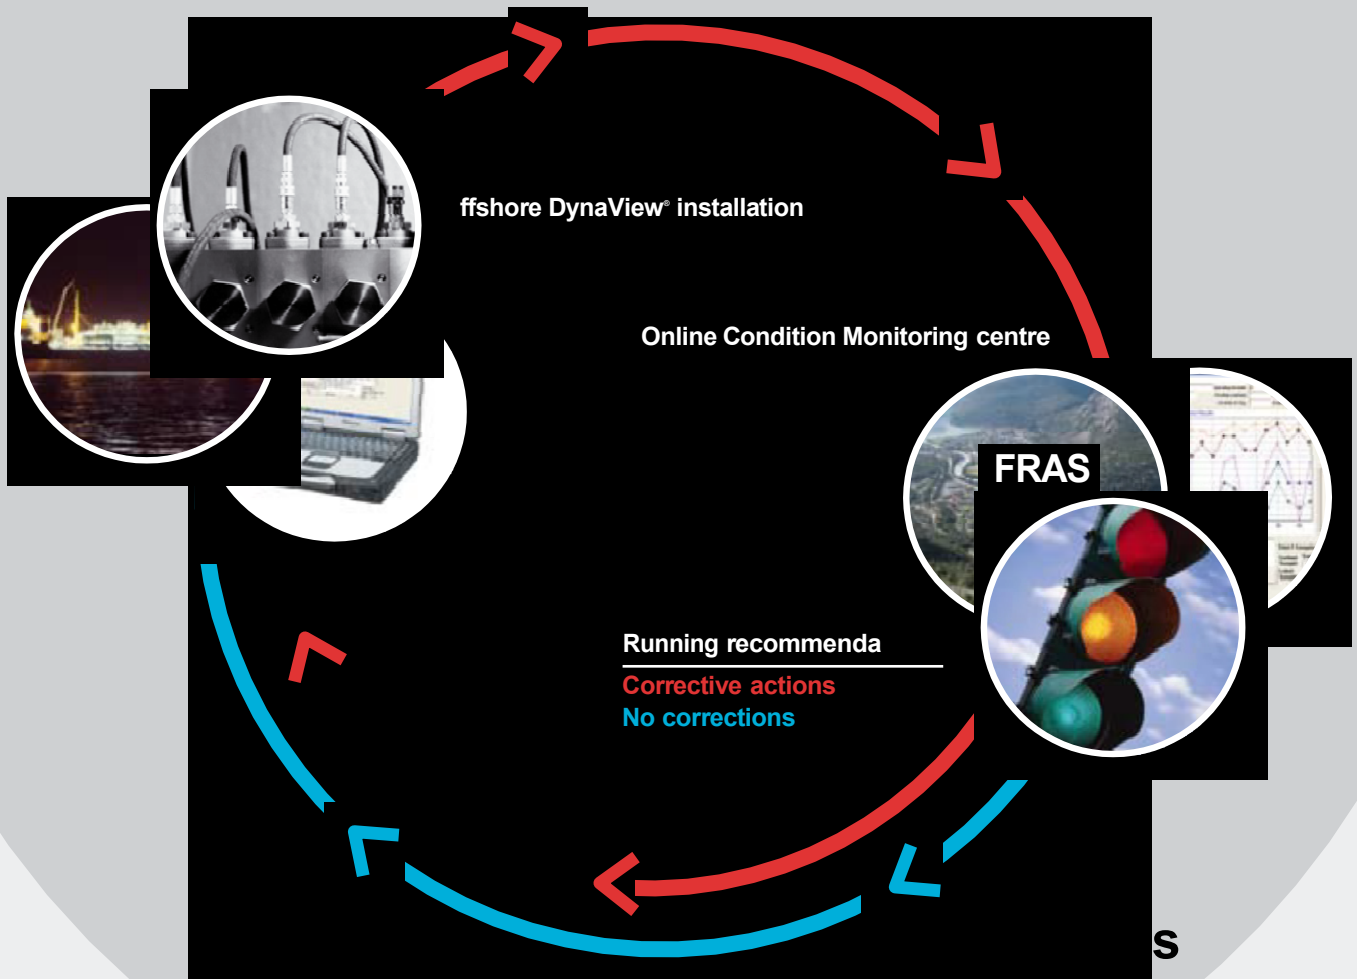 ffshore DynaView® installation
Online Condition Monitoring centre
FRAS
Running recommenda
Corrective actions
No corrections
s